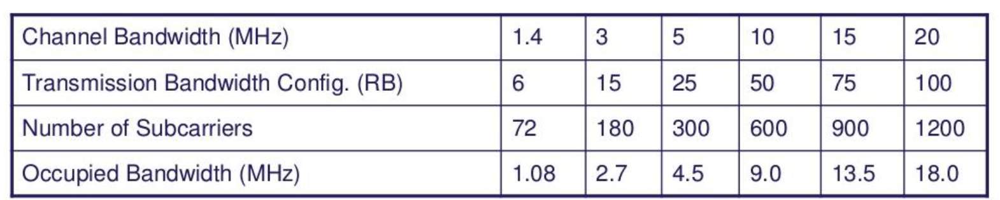 Channel Bandwidth (MHz) 1.4 3 5 10 15 20
Transmission Bandwidth Config. (RB) 6 15 25 50 75 100
Number of Subcarriers 72 180 300 600 900 1200
Occupied Bandwidth (MHz) 1.08 2.7 4.5 9.0 13.5 18.0